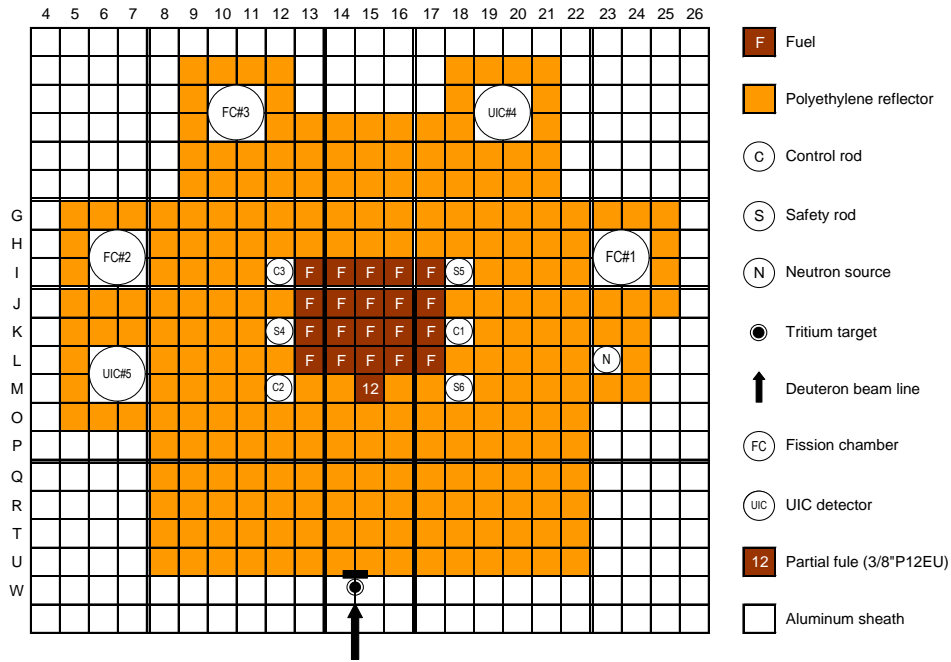 4 5 6 7 8 9 10 11 12 13 14 15 16 17 18 19 20 21 22 23 24 25 26
F Fuel
Polyethylene reflector
FC#3 UIC#4
C Control rod
G S Safety rod
H FC#2 FC#1
I C3 F F F F F S5 N Neutron source
J F F F F F
K S4 F F F F F C1 Tritium target
L F F F F F N
UIC#5
M C2 12 S6 Deuteron beam line
O
P FC Fission chamber
Q
R UIC UIC detector
T
U 12 Partial fule (3/8"P12EU)
W
Aluminum sheath